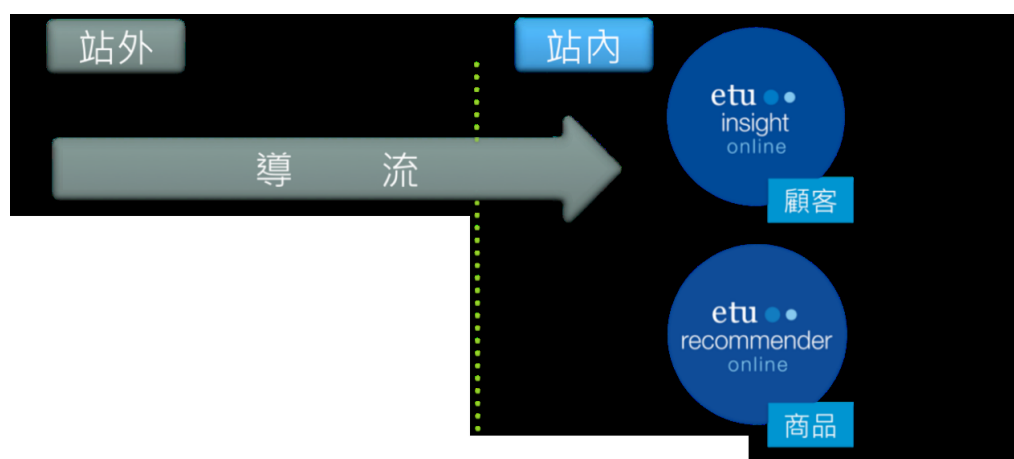 站外
站內
導 流
etu
insight
online
顧客
etu
recommender
online
商品